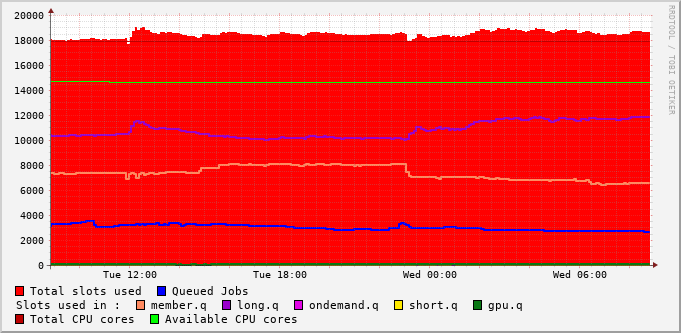 20000
18000
16000
14000
12000
10000
8000
6000
4000
2000
0
Tue 12:00 Tue 18:00 Wed 00:00 Wed 06:00
RRDTOOL / TOBI OETIKER
Total slots used Queued Jobs
Slots used in : member.q long.q ondemand.q short.q gpu.q
Total CPU cores Available CPU cores